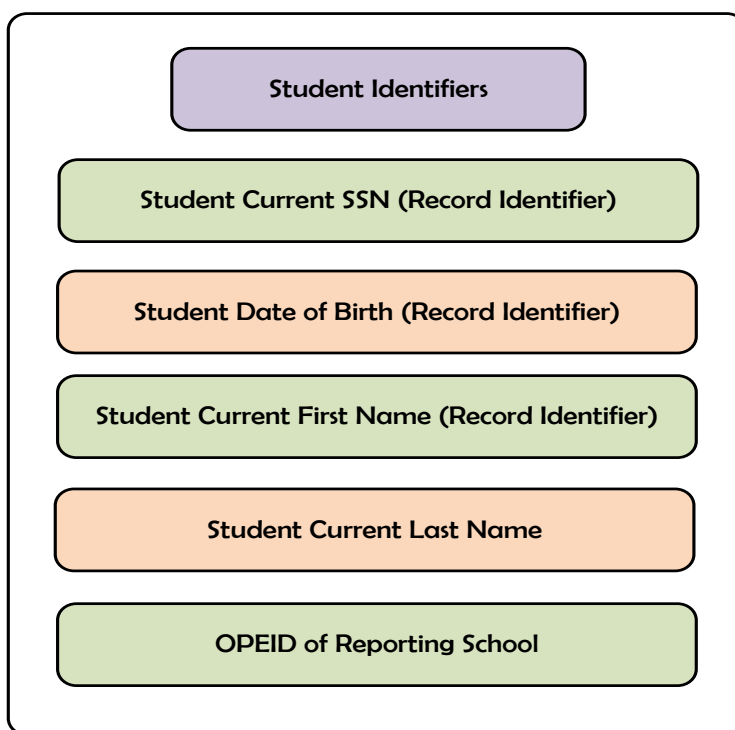 Student Identifiers
Student Current SSN (Record Identifier)
Student Date of Birth (Record Identifier)
Student Current First Name (Record Identifier)
Student Current Last Name
OPEID of Reporting School